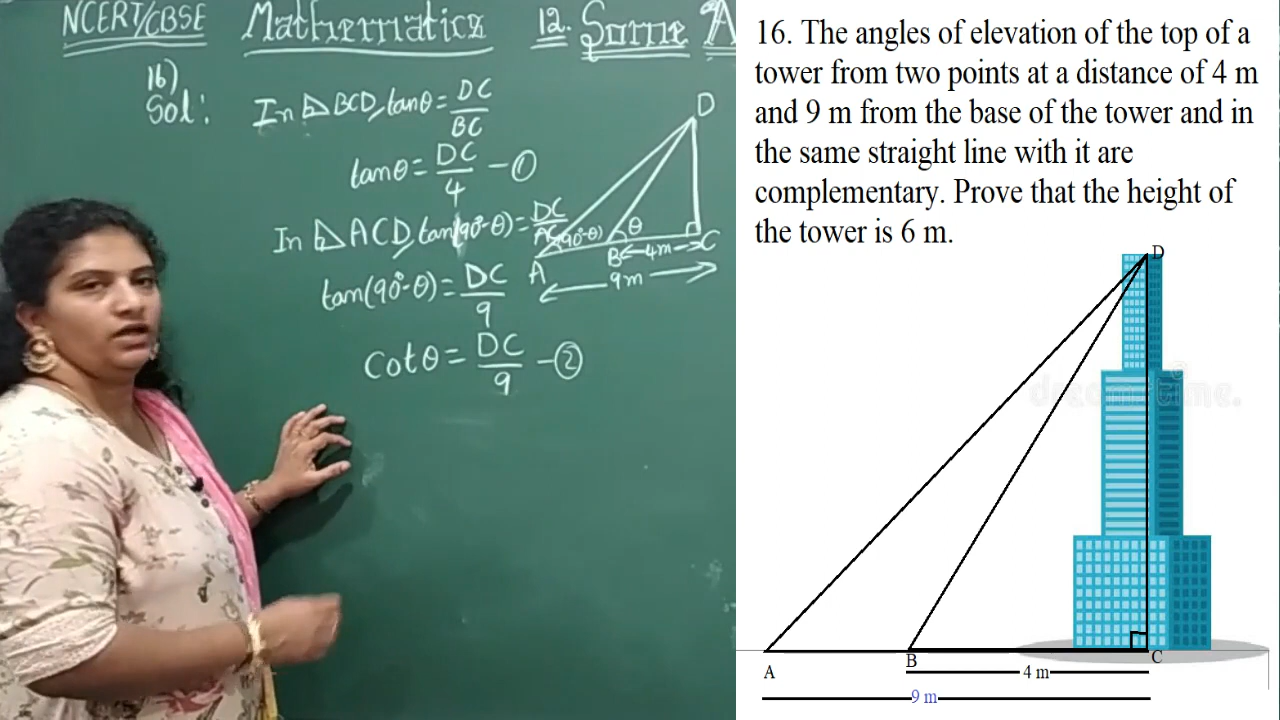 NCERT/CBSE Mathematics 12. Some A
16)
Sol:
In △BCD, tanθ = DC/BC
tanθ = DC/4 – ①
In △ACD, tan(90°-θ) = DC/AC
tan(90°-θ) = DC/9
Cotθ = DC/9 – ②
D
A (90°-θ) B θ C
4m
9m
16. The angles of elevation of the top of a
tower from two points at a distance of 4 m
and 9 m from the base of the tower and in
the same straight line with it are
complementary. Prove that the height of
the tower is 6 m.
D
A
B
C
4 m
9 m